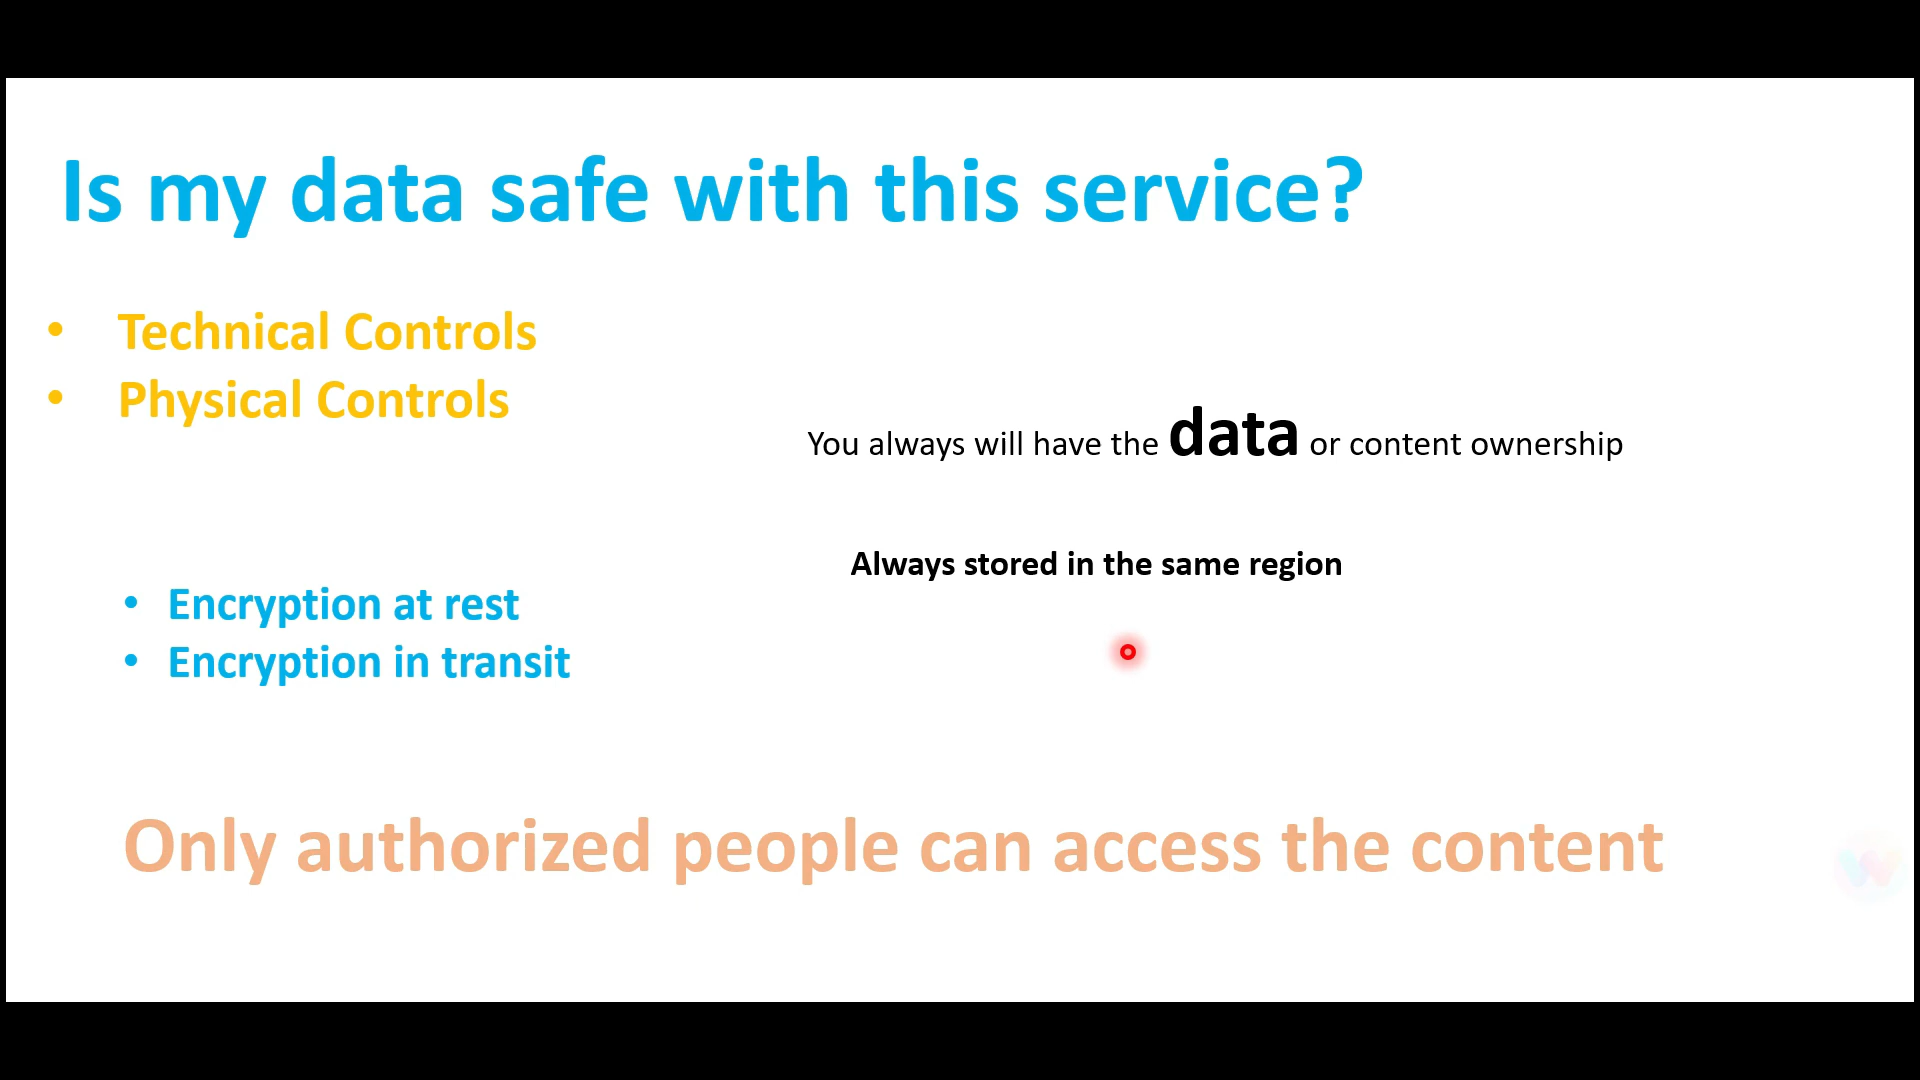 Is my data safe with this service?
• Technical Controls
• Physical Controls
You always will have the data or content ownership
Always stored in the same region
• Encryption at rest
• Encryption in transit
Only authorized people can access the content